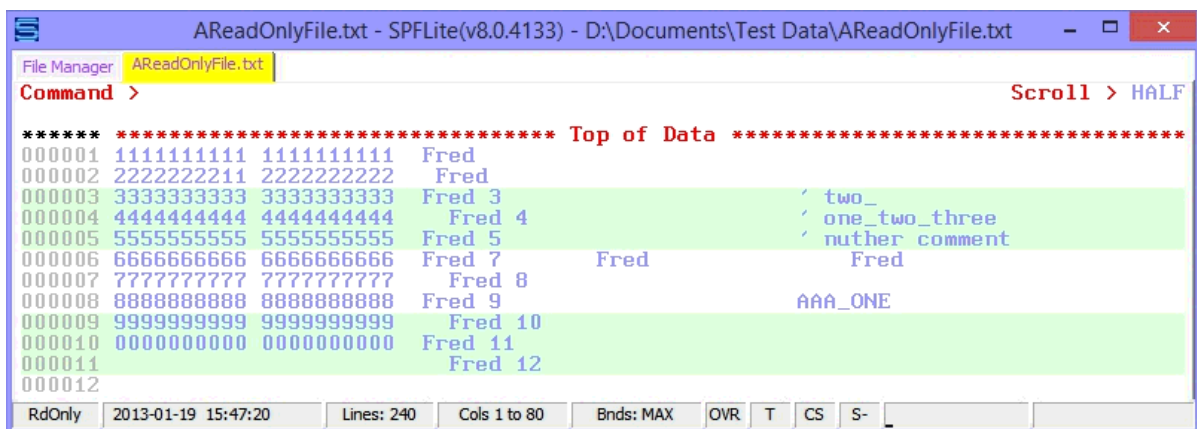 AReadOnlyFile.txt - SPFLite(v8.0.4133) - D:\Documents\Test Data\AReadOnlyFile.txt
File Manager AReadOnlyFile.txt
Command > Scroll > HALF
****** ********************************* Top of Data **********************************
000001 1111111111 1111111111  Fred
000002 2222222211 2222222222   Fred
000003 3333333333 3333333333  Fred 3                      ' two_
000004 4444444444 4444444444    Fred 4                    ' one_two_three
000005 5555555555 5555555555  Fred 5                      ' nuther comment
000006 6666666666 6666666666  Fred 7       Fred               Fred
000007 7777777777 7777777777    Fred 8
000008 8888888888 8888888888  Fred 9                      AAA_ONE
000009 9999999999 9999999999    Fred 10
000010 0000000000 0000000000  Fred 11
000011                          Fred 12
000012
RdOnly 2013-01-19 15:47:20 Lines: 240 Cols 1 to 80 Bnds: MAX OVR T CS S-